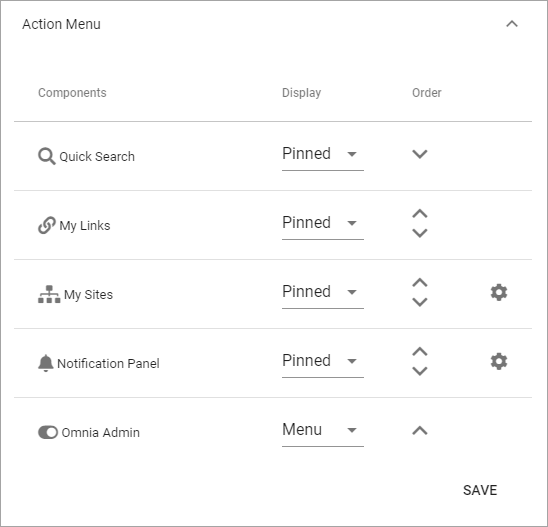 Action Menu
Components Display Order
Quick Search Pinned
My Links Pinned
My Sites Pinned
Notification Panel Pinned
Omnia Admin Menu
SAVE